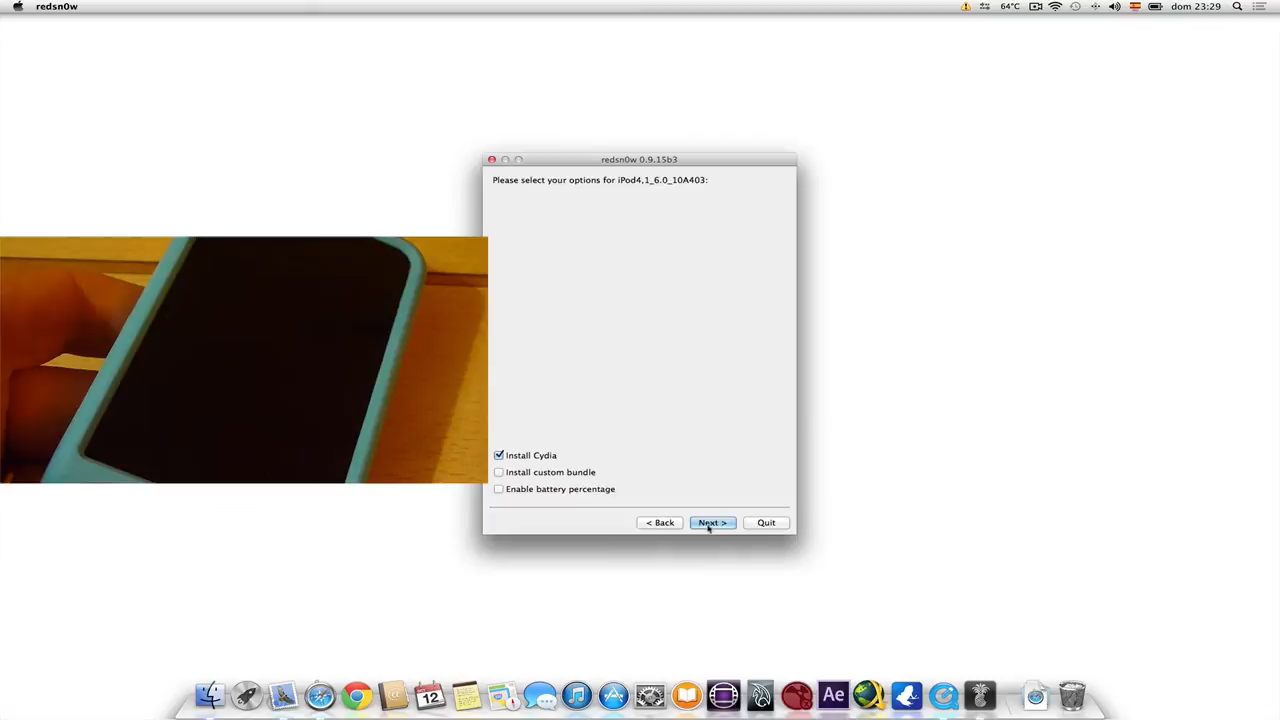 redsn0w
64°C
dom 23:29
redsn0w 0.9.15b3
Please select your options for iPod4,1_6.0_10A403:
Install Cydia
Install custom bundle
Enable battery percentage
< Back
Next >
Quit
12
Ae